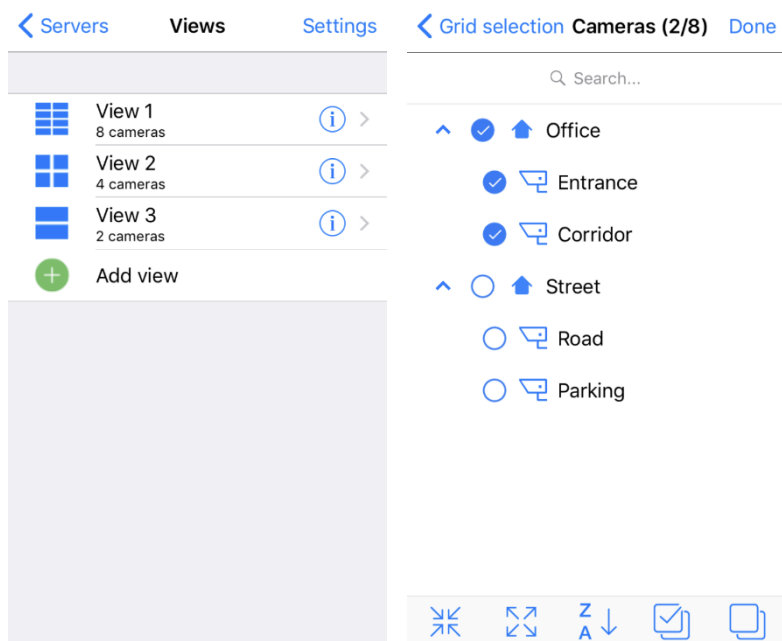 Servers Views Settings
View 1
8 cameras
View 2
4 cameras
View 3
2 cameras
Add view
Grid selection Cameras (2/8) Done
Search...
Office
Entrance
Corridor
Street
Road
Parking
Z
A